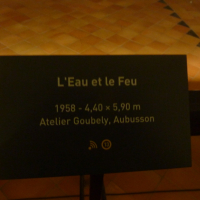 L'Eau et le Feu
1958 - 4,40 × 5,90 m
Atelier Goubely, Aubusson